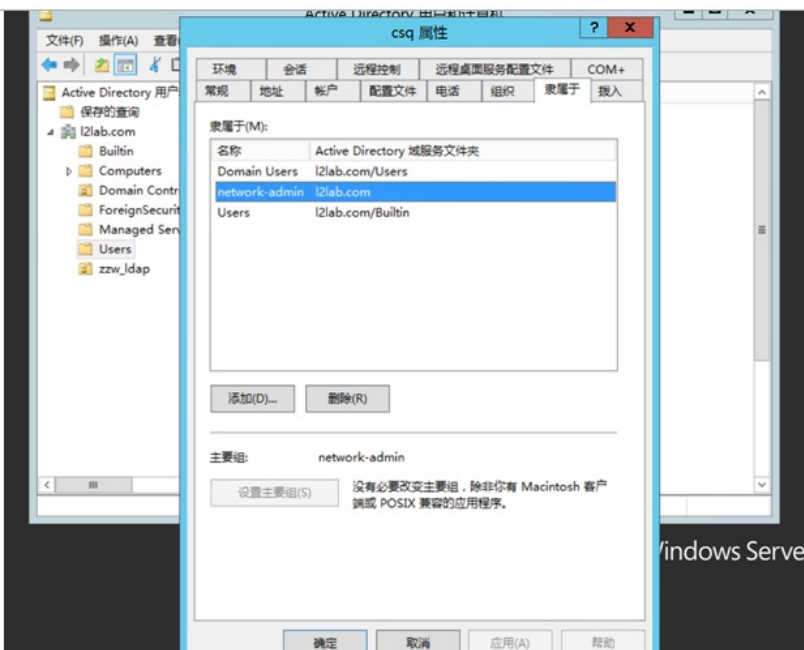 Active Directory 用户和计算机
csq 属性
? X
文件(F) 操作(A) 查看
Active Directory 用户
保存的查询
l2lab.com
Builtin
Computers
Domain Contr
ForeignSecurit
Managed Serv
Users
zzw_ldap
环境 会话 远程控制 远程桌面服务配置文件 COM+
常规 地址 帐户 配置文件 电话 组织 隶属于 拨入
隶属于(M):
名称 Active Directory 域服务文件夹
Domain Users l2lab.com/Users
network-admin l2lab.com
Users l2lab.com/Builtin
添加(D)... 删除(R)
主要组: network-admin
设置主要组(S)
没有必要改变主要组，除非你有 Macintosh 客户
端或 POSIX 兼容的应用程序。
Windows Serve
确定 取消 应用(A) 帮助